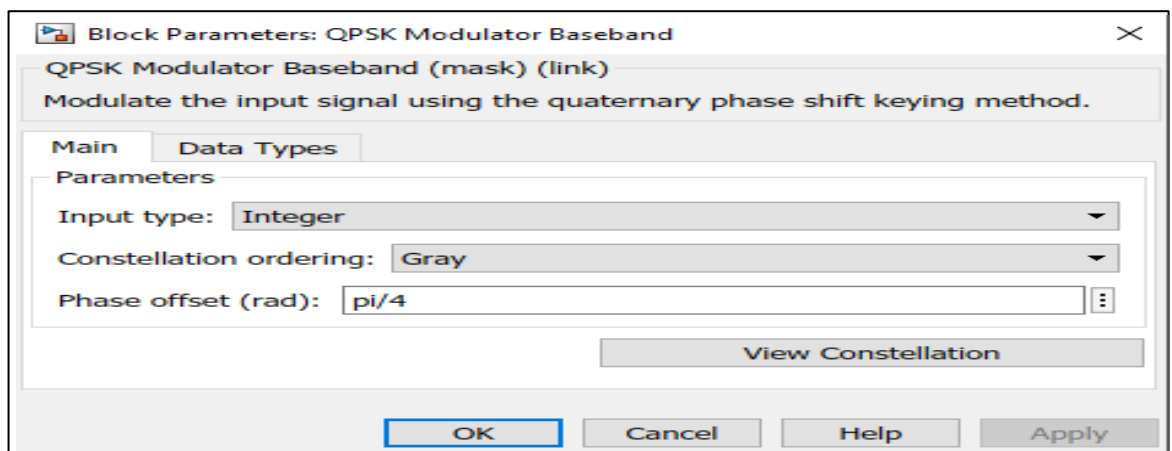 Block Parameters: QPSK Modulator Baseband
QPSK Modulator Baseband (mask) (link)
Modulate the input signal using the quaternary phase shift keying method.
Main Data Types
Parameters
Input type: Integer
Constellation ordering: Gray
Phase offset (rad): pi/4
View Constellation
OK Cancel Help Apply